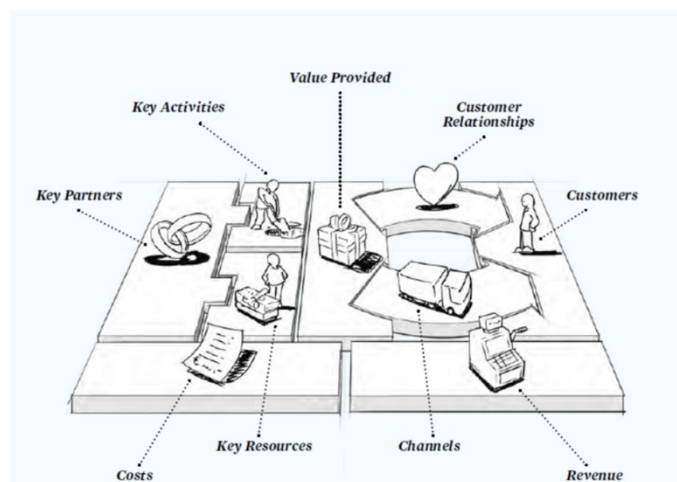 Value Provided
Key Activities
Customer
Relationships
Key Partners
Customers
Key Resources
Channels
Costs
Revenue